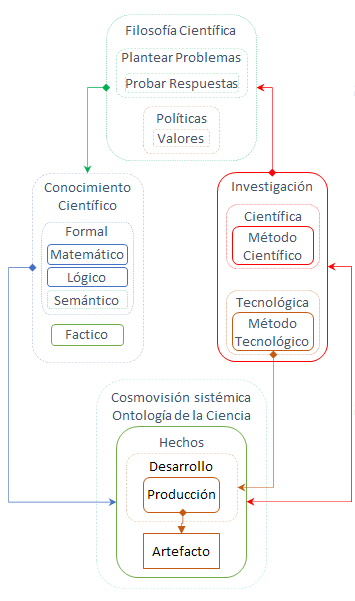 Filosofía Científica
Plantear Problemas
Probar Respuestas
Políticas
Valores
Conocimiento
Científico
Formal
Matemático
Lógico
Semántico
Factico
Investigación
Científica
Método
Científico
Tecnológica
Método
Tecnológico
Cosmovisión sistémica
Ontología de la Ciencia
Hechos
Desarrollo
Producción
Artefacto